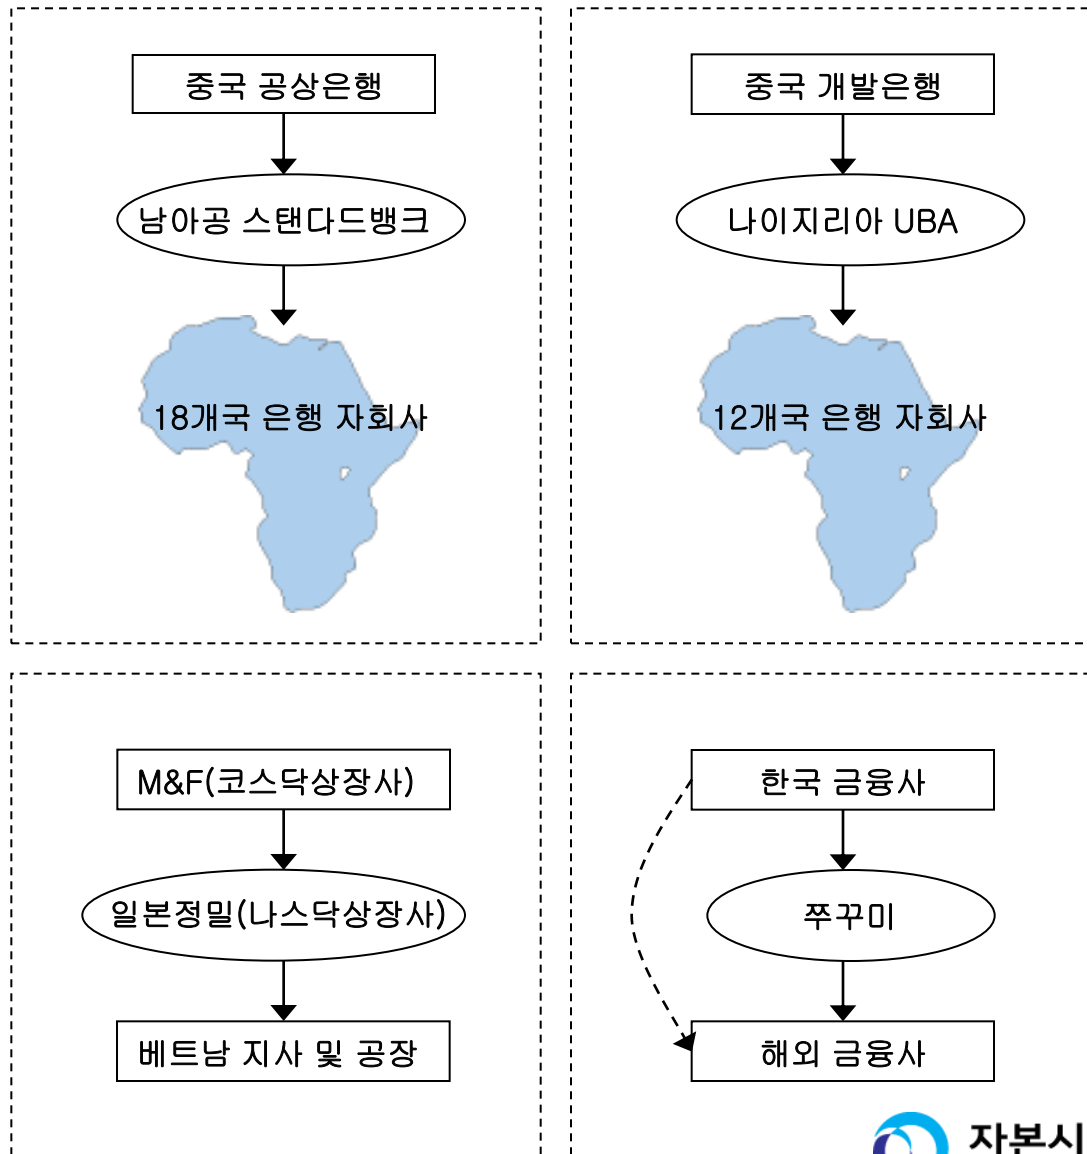 중국 공상은행
중국 개발은행
남아공 스탠다드뱅크
나이지리아 UBA
18개국 은행 자회사
12개국 은행 자회사
M&F(코스닥상장사)
한국 금융사
일본정밀(나스닥상장사)
쭈꾸미
베트남 지사 및 공장
해외 금융사
자본시